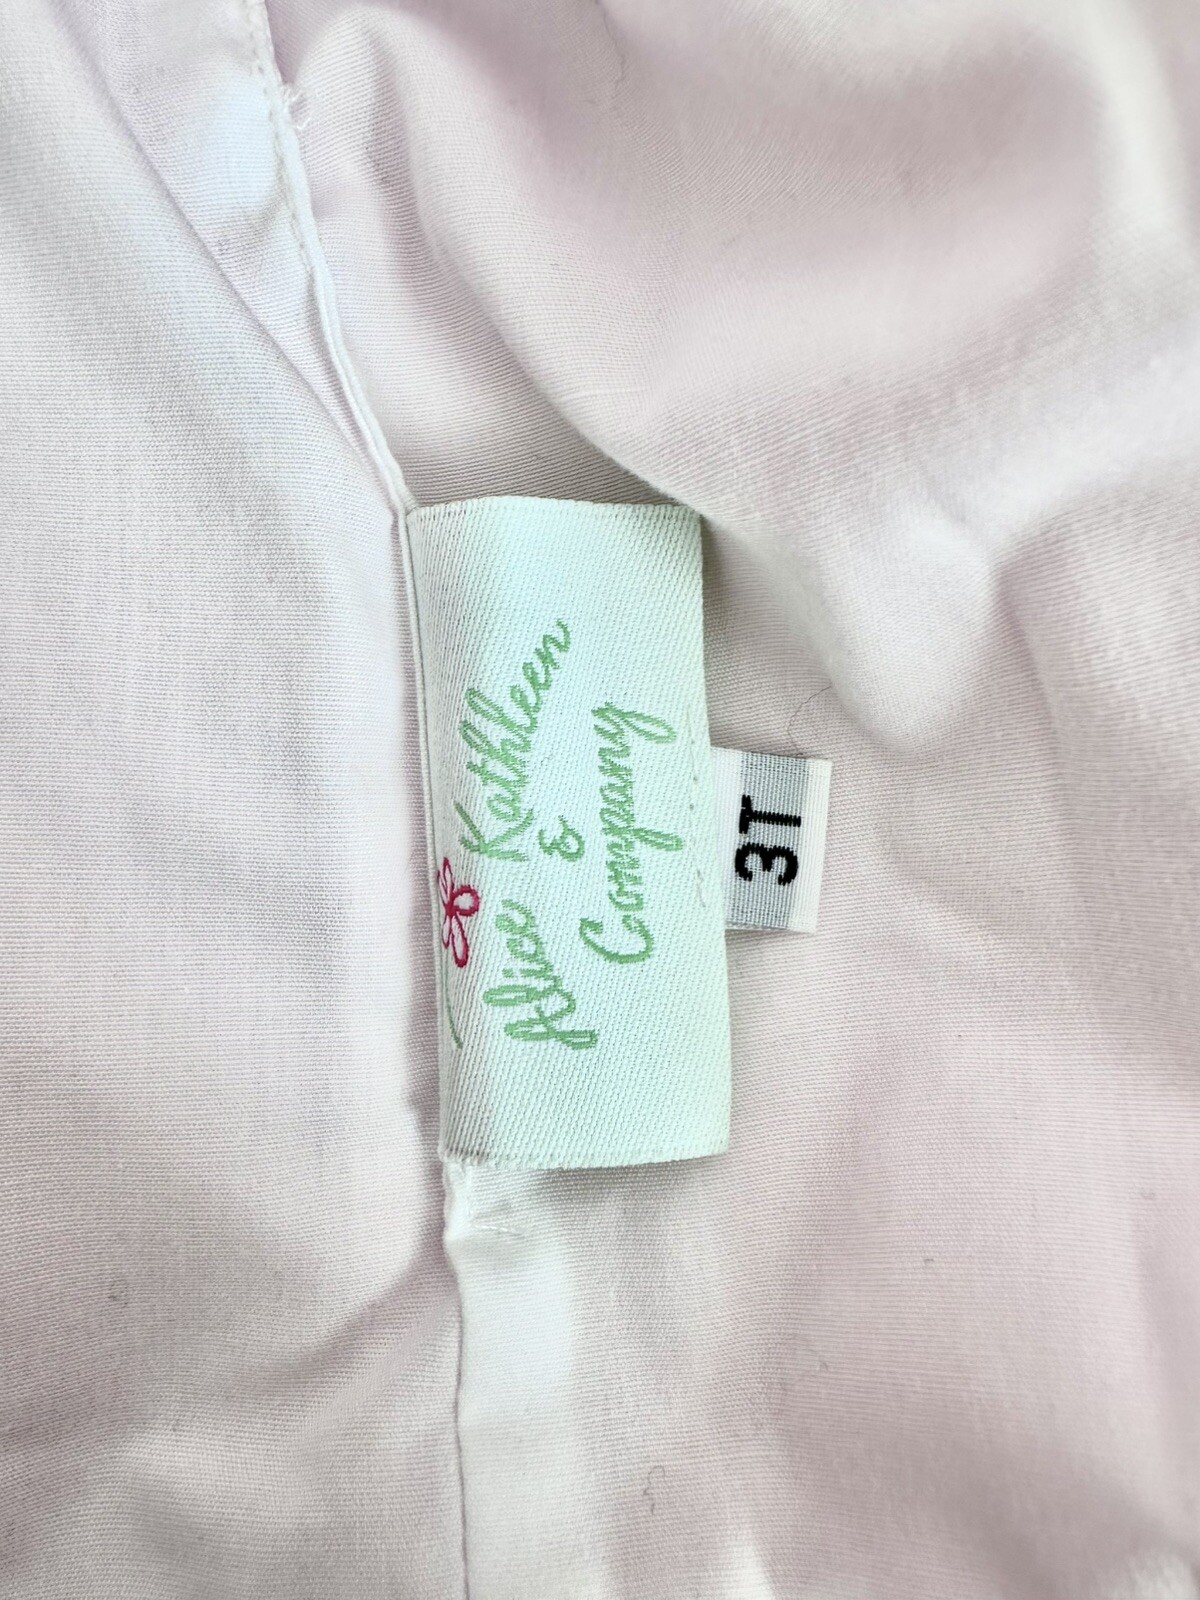 Alice Kathleen
&
Company
3T